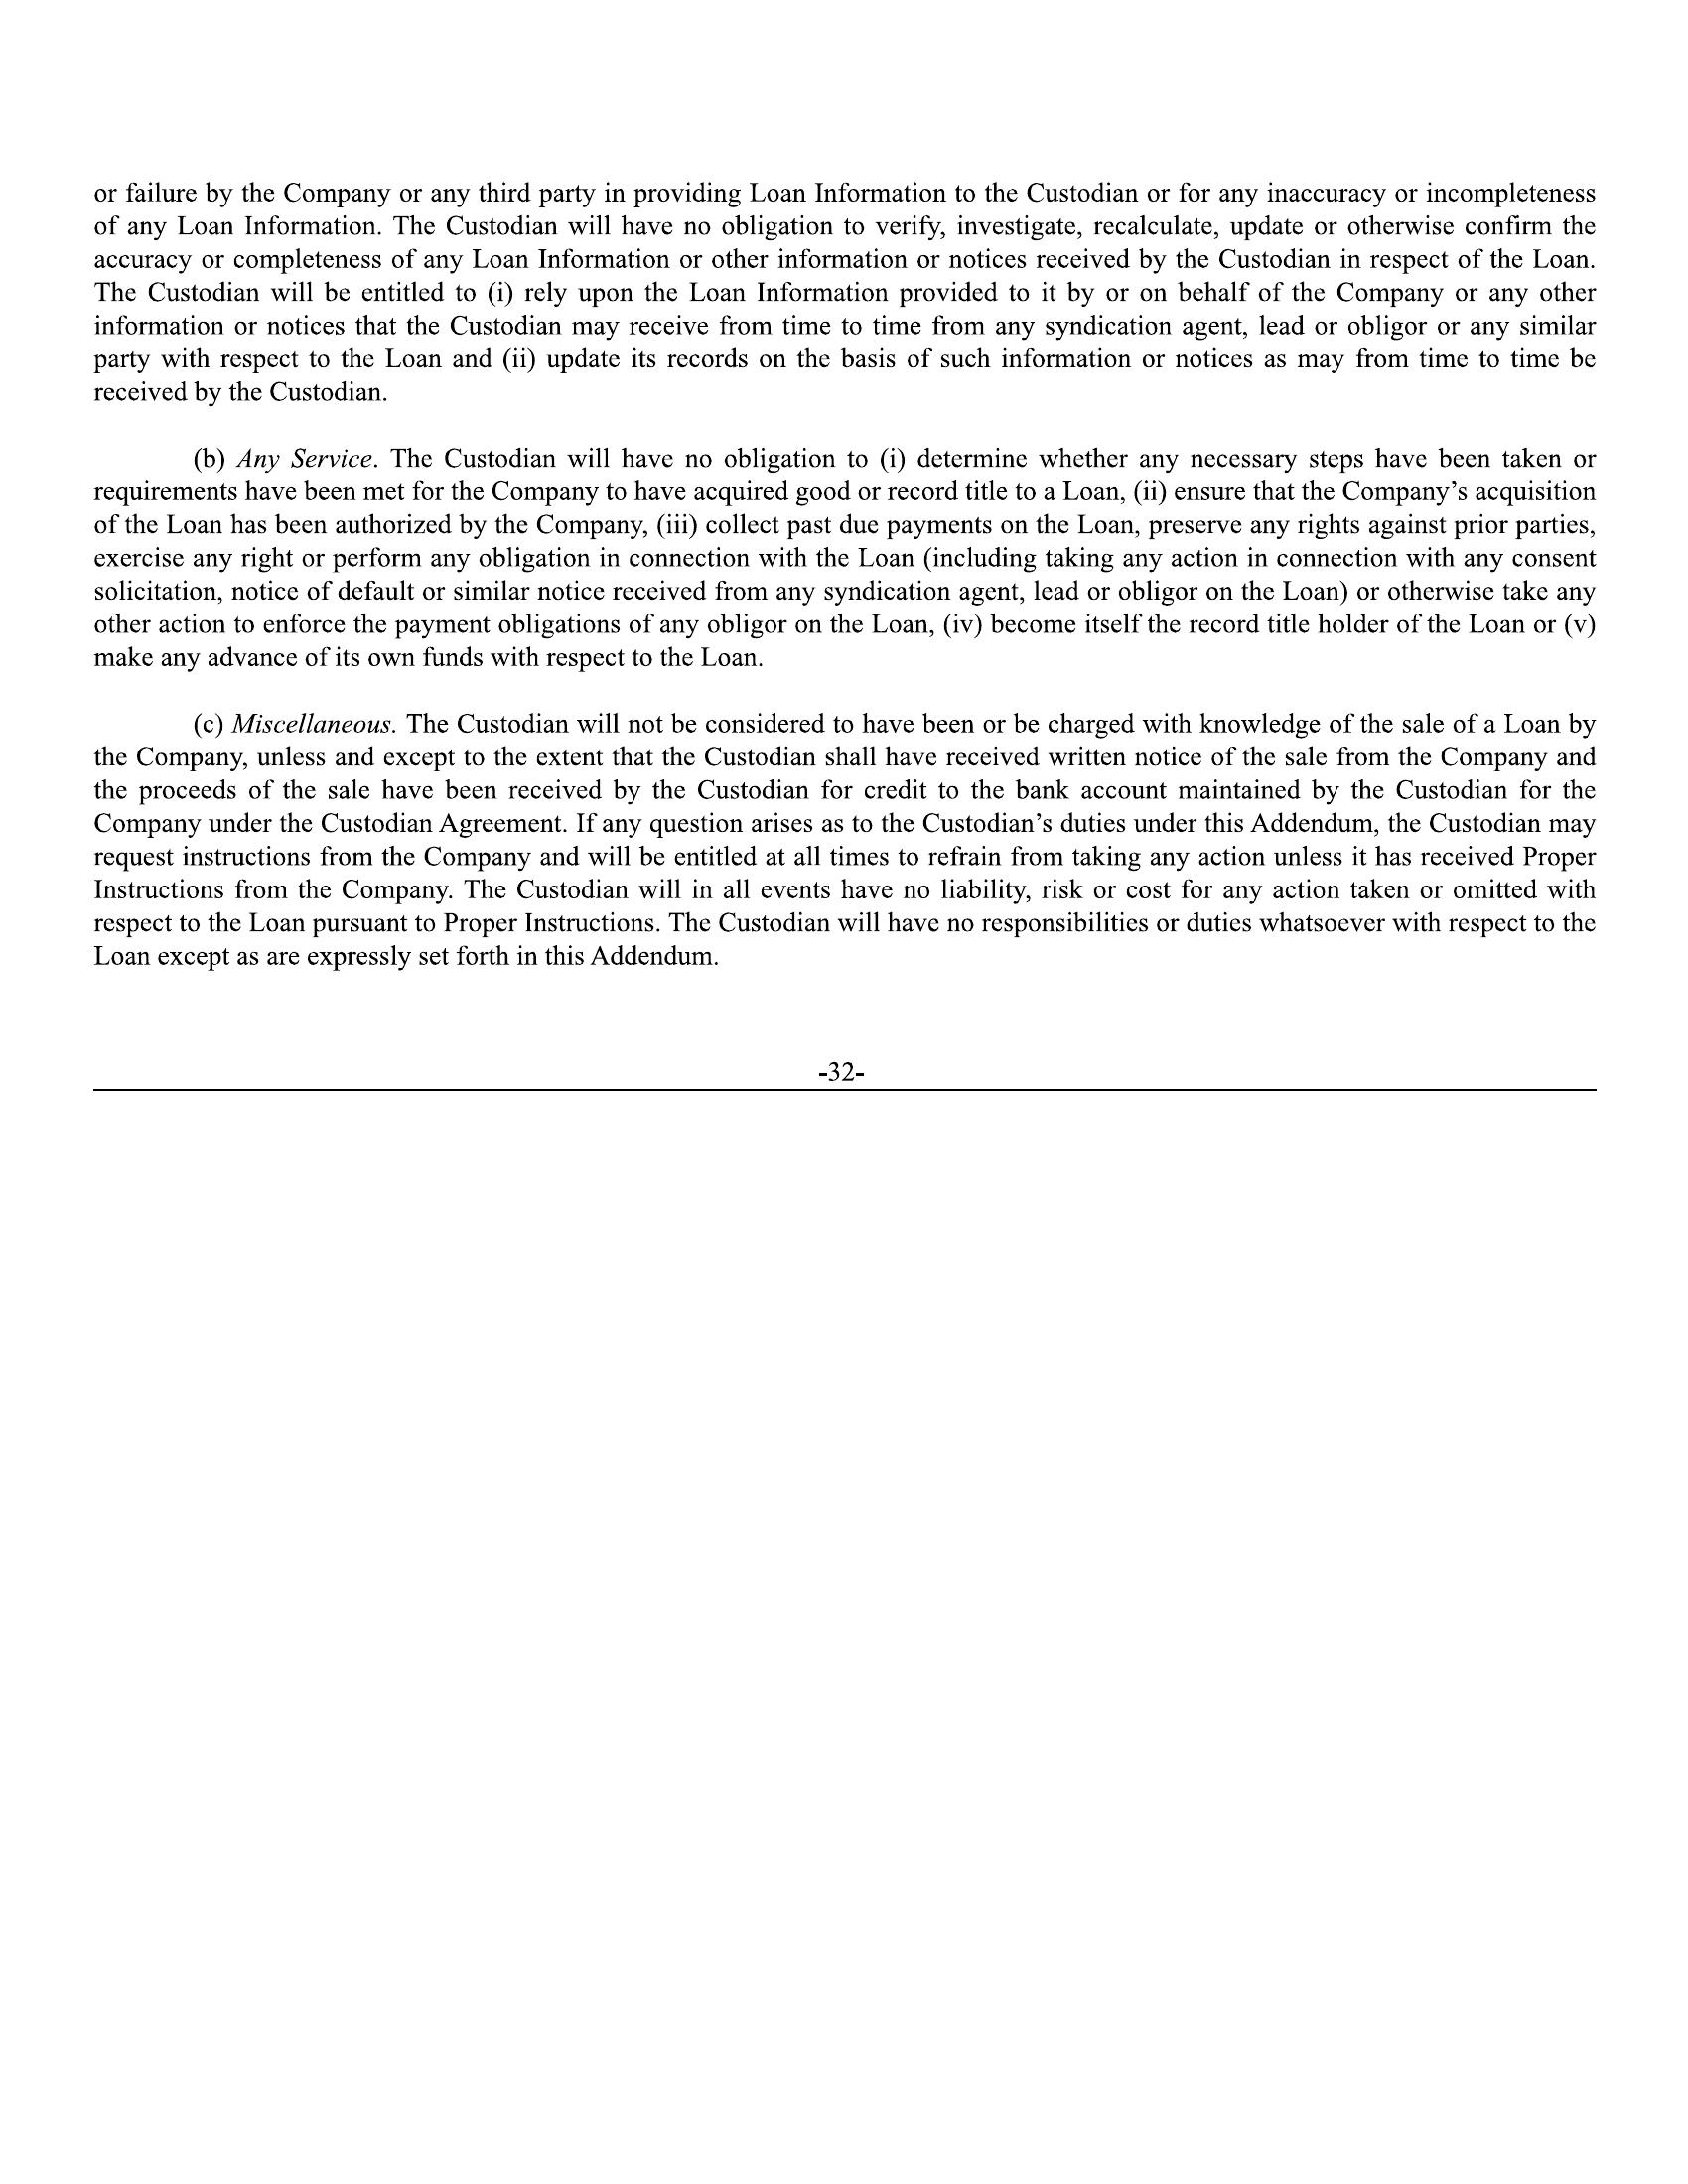 or failure by the Company or any third party in providing Loan Information to the Custodian or for any inaccuracy or incompleteness
of any Loan Information. The Custodian will have no obligation to verify, investigate, recalculate, update or otherwise confirm the
accuracy or completeness of any Loan Information or other information or notices received by the Custodian in respect of the Loan.
The Custodian will be entitled to (i) rely upon the Loan Information provided to it by or on behalf of the Company or any other
information or notices that the Custodian may receive from time to time from any syndication agent, lead or obligor or any similar
party with respect to the Loan and (ii) update its records on the basis of such information or notices as may from time to time be
received by the Custodian.
(b) Any Service. The Custodian will have no obligation to (i) determine whether any necessary steps have been taken or
requirements have been met for the Company to have acquired good or record title to a Loan, (ii) ensure that the Company’s acquisition
of the Loan has been authorized by the Company, (iii) collect past due payments on the Loan, preserve any rights against prior parties,
exercise any right or perform any obligation in connection with the Loan (including taking any action in connection with any consent
solicitation, notice of default or similar notice received from any syndication agent, lead or obligor on the Loan) or otherwise take any
other action to enforce the payment obligations of any obligor on the Loan, (iv) become itself the record title holder of the Loan or (v)
make any advance of its own funds with respect to the Loan.
(c) Miscellaneous. The Custodian will not be considered to have been or be charged with knowledge of the sale of a Loan by
the Company, unless and except to the extent that the Custodian shall have received written notice of the sale from the Company and
the proceeds of the sale have been received by the Custodian for credit to the bank account maintained by the Custodian for the
Company under the Custodian Agreement. If any question arises as to the Custodian’s duties under this Addendum, the Custodian may
request instructions from the Company and will be entitled at all times to refrain from taking any action unless it has received Proper
Instructions from the Company. The Custodian will in all events have no liability, risk or cost for any action taken or omitted with
respect to the Loan pursuant to Proper Instructions. The Custodian will have no responsibilities or duties whatsoever with respect to the
Loan except as are expressly set forth in this Addendum.
-32-